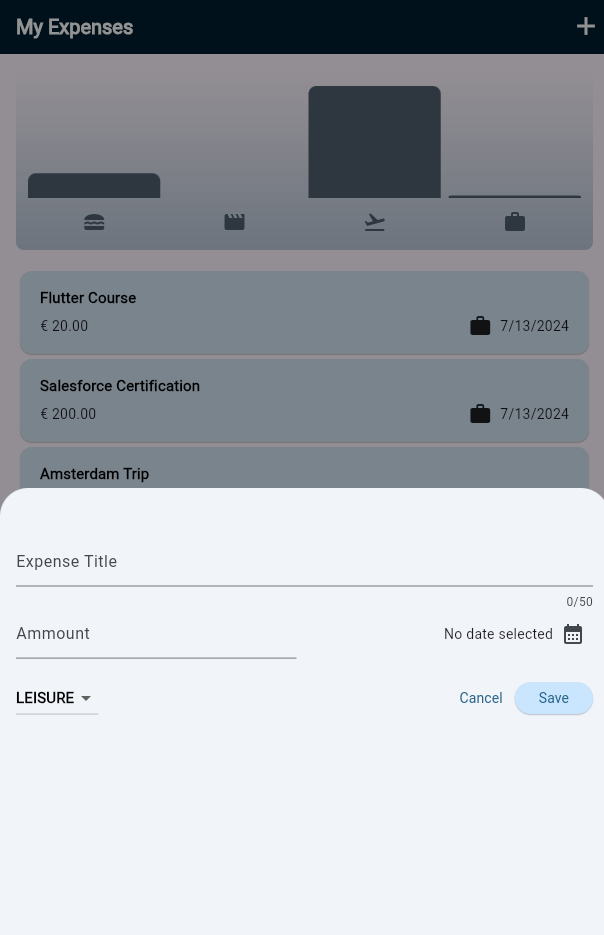 My Expenses
Flutter Course
€ 20.00 7/13/2024
Salesforce Certification
€ 200.00 7/13/2024
Amsterdam Trip
Expense Title
0/50
Ammount No date selected
LEISURE Cancel Save